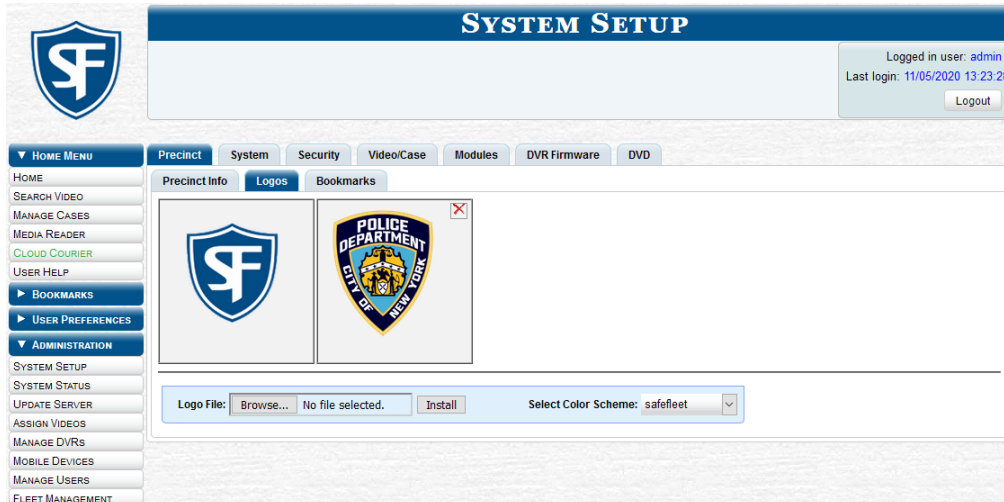 SYSTEM SETUP
Logged in user: admin
Last login: 11/05/2020 13:23:28
Logout
SF
▼ HOME MENU
HOME
SEARCH VIDEO
MANAGE CASES
MEDIA READER
CLOUD COURIER
USER HELP
► BOOKMARKS
► USER PREFERENCES
▼ ADMINISTRATION
SYSTEM SETUP
SYSTEM STATUS
UPDATE SERVER
ASSIGN VIDEOS
MANAGE DVRS
MOBILE DEVICES
MANAGE USERS
FLEET MANAGEMENT
Precinct System Security Video/Case Modules DVR Firmware DVD
Precinct Info Logos Bookmarks
SF
POLICE
DEPARTMENT
CITY OF
NEW YORK
Logo File: Browse... No file selected. Install Select Color Scheme: safefleet